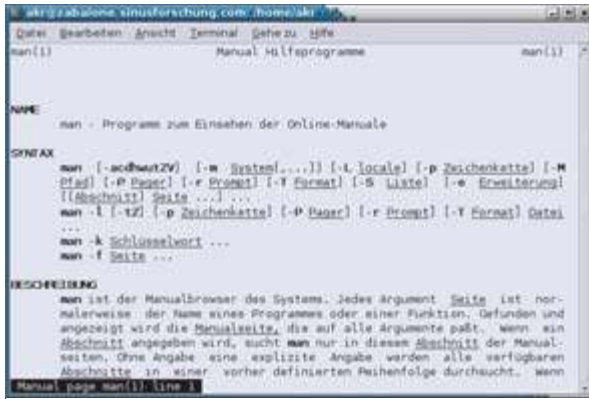 akr@zabaione.sinusforschung.com: /home/akr
Datei Bearbeiten Ansicht Terminal Gehe zu Hilfe
man(1) Manual Hilfsprogramme man(1)
NAME
man - Programm zum Einsehen der Online-Manuale
SYNTAX
man [-acdhwut2V] [-m System[,...]] [-L locale] [-p Zeichenkette] [-M
Pfad] [-P Pager] [-r Prompt] [-T Format] [-S Liste] [-e Erweiterung]
[[Abschnitt] Seite ...] ...
man -l [-tZ] [-p Zeichenkette] [-P Pager] [-r Prompt] [-T Format] Datei
...
man -k Schlüsselwort ...
man -f Seite ...
BESCHREIBUNG
man ist der Manualbrowser des Systems. Jedes Argument Seite ist nor-
malerweise der Name eines Programmes oder einer Funktion. Gefunden und
angezeigt wird die Manualseite, die auf alle Argumente paßt. Wenn ein
Abschnitt angegeben wird, sucht man nur in diesem Abschnitt der Manual-
seiten. Ohne Angabe eine explizite Angabe werden alle verfügbaren
Abschnitte in einer vorher definierten Reihenfolge durchsucht. Wenn
Manual page man(1) line 1